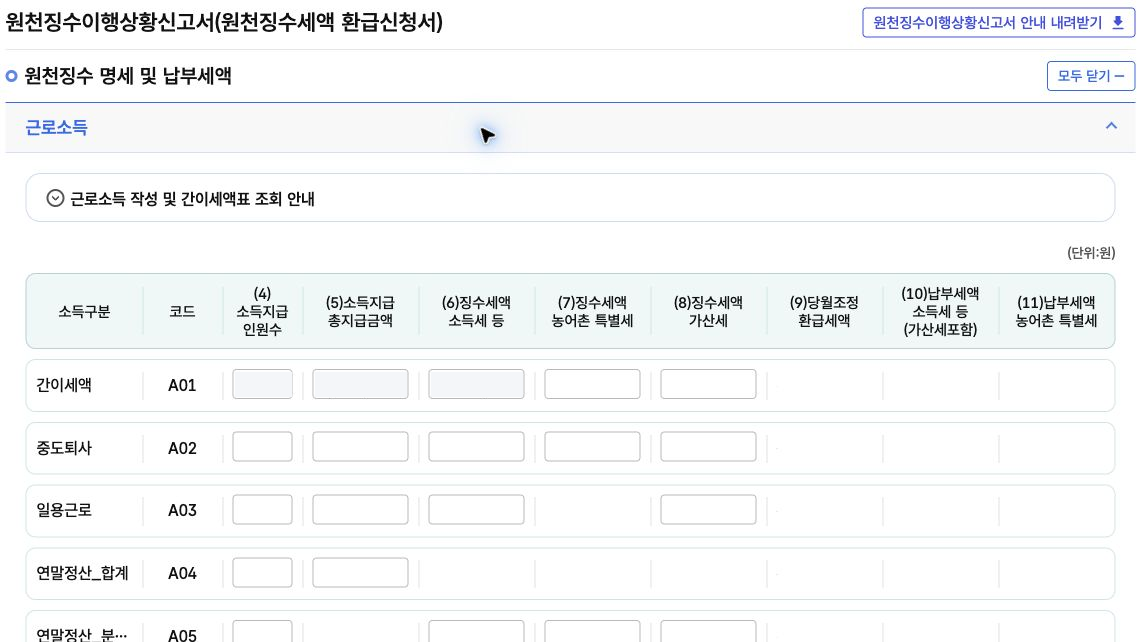 원천징수이행상황신고서(원천징수세액 환급신청서)
원천징수이행상황신고서 안내 내려받기
원천징수 명세 및 납부세액
모두 닫기
근로소득
근로소득 작성 및 간이세액표 조회 안내
(단위:원)
소득구분
코드
(4)
소득지급
인원수
(5)소득지급
총지급금액
(6)징수세액
소득세 등
(7)징수세액
농어촌 특별세
(8)징수세액
가산세
(9)당월조정
환급세액
(10)납부세액
소득세 등
(가산세포함)
(11)납부세액
농어촌 특별세
간이세액 A01
중도퇴사 A02
일용근로 A03
연말정산_합계 A04
연말정산_분··· A05